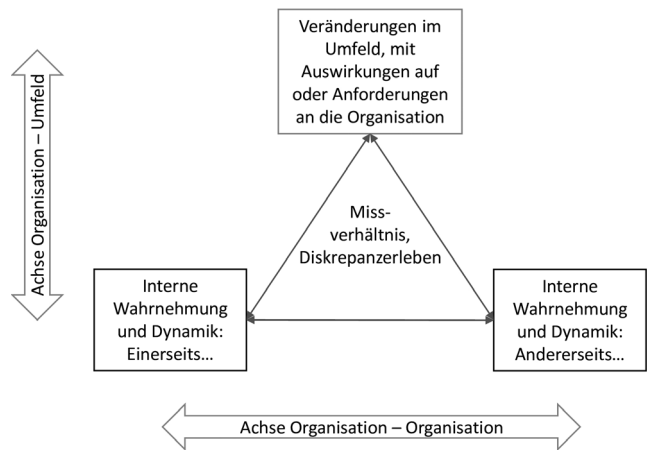 Veränderungen im
Umfeld, mit
Auswirkungen auf
oder Anforderungen
an die Organisation
Achse Organisation – Umfeld
Miss-
verhältnis,
Diskrepanzerleben
Interne
Wahrnehmung
und Dynamik:
Einerseits...
Interne
Wahrnehmung
und Dynamik:
Andererseits...
Achse Organisation – Organisation